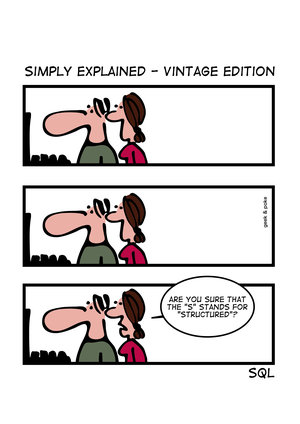 SIMPLY EXPLAINED - VINTAGE EDITION
geek & poke
ARE YOU SURE THAT
THE "S" STANDS FOR
"STRUCTURED"?
SQL